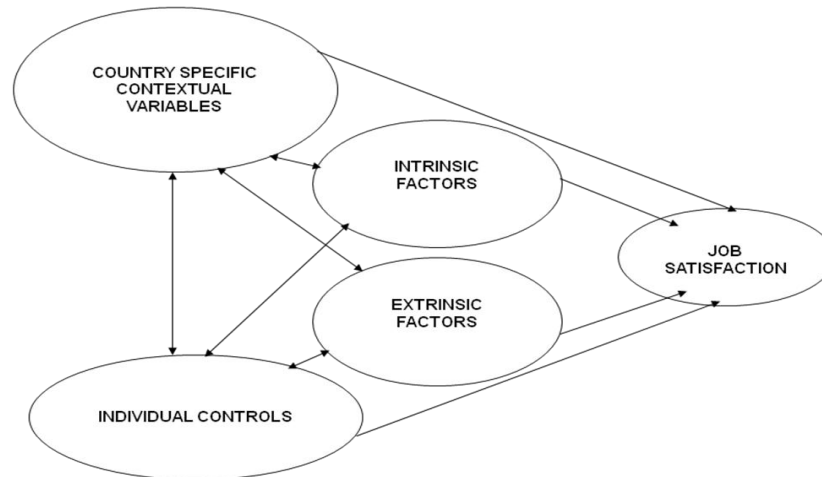 COUNTRY SPECIFIC
CONTEXTUAL
VARIABLES
INTRINSIC
FACTORS
JOB
SATISFACTION
EXTRINSIC
FACTORS
INDIVIDUAL CONTROLS